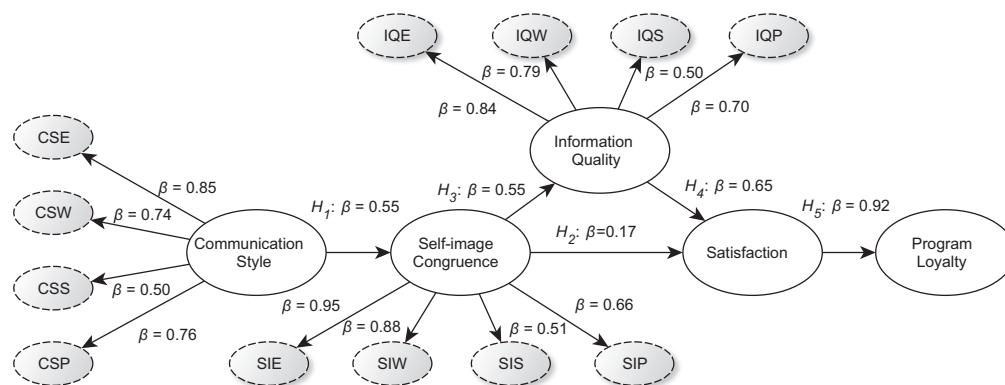 IQE
IQW
IQS
IQP
β = 0.79
β = 0.50
β = 0.84
β = 0.70
CSE
Information
Quality
β = 0.85
CSW
H3: β = 0.55
H4: β = 0.65
β = 0.74
H1: β = 0.55
H5: β = 0.92
H2: β=0.17
Communication
Style
Self-image
Congruence
Satisfaction
Program
Loyalty
CSS
β = 0.50
β = 0.95
β = 0.66
β = 0.76
β = 0.88
β = 0.51
CSP
SIE
SIW
SIS
SIP